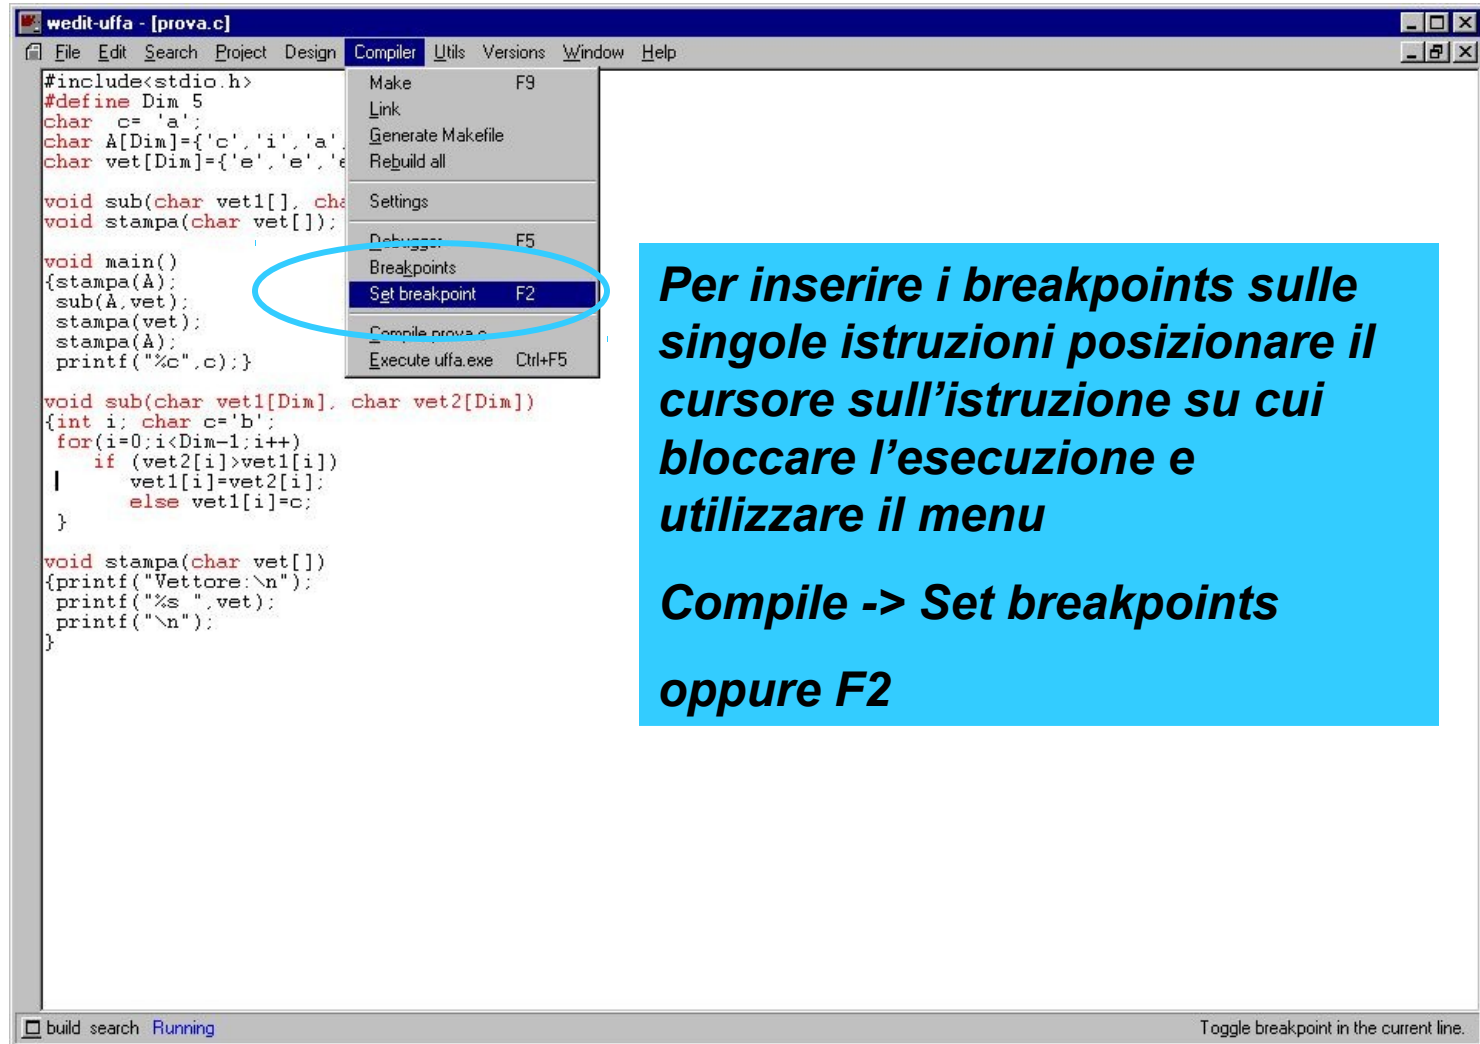 wedit-uffa - [prova.c]
File Edit Search Project Design Compiler Utils Versions Window Help
#include<stdio.h>
#define Dim 5
char  c= 'a';
char A[Dim]={'c','i','a'
char vet[Dim]={'e','e','e
void sub(char vet1[], cha
void stampa(char vet[]);
void main()
{stampa(A);
sub(A,vet);
stampa(vet);
stampa(A);
printf("%c",c);}
void sub(char vet1[Dim], char vet2[Dim])
{int i; char c='b';
for(i=0;i<Dim-1;i++)
if (vet2[i]>vet1[i])
vet1[i]=vet2[i];
else vet1[i]=c;
}
void stampa(char vet[])
{printf("Vettore:\n");
printf("%s ",vet);
printf("\n");
}
Make F9
Link
Generate Makefile
Rebuild all
Settings
Debugger F5
Breakpoints
Set breakpoint F2
Compile prova.c
Execute uffa.exe Ctrl+F5
Per inserire i breakpoints sulle
singole istruzioni posizionare il
cursore sull’istruzione su cui
bloccare l’esecuzione e
utilizzare il menu
Compile -> Set breakpoints
oppure F2
build search Running
Toggle breakpoint in the current line.